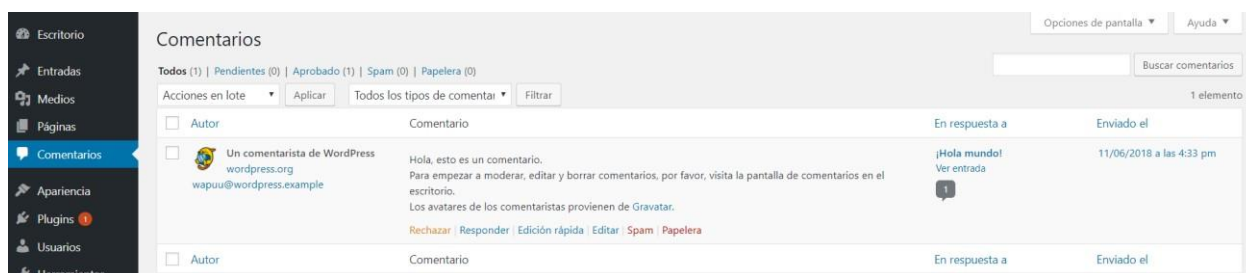 Escritorio
Entradas
Medios
Páginas
Comentarios
Apariencia
Plugins 1
Usuarios
Opciones de pantalla ▼ Ayuda ▼
Comentarios
Todos (1) | Pendientes (0) | Aprobado (1) | Spam (0) | Papelera (0)
Buscar comentarios
Acciones en lote ▼ Aplicar Todos los tipos de comentar ▼ Filtrar
1 elemento
Autor Comentario En respuesta a Enviado el
Un comentarista de WordPress
wordpress.org
wapuu@wordpress.example
Hola, esto es un comentario.
Para empezar a moderar, editar y borrar comentarios, por favor, visita la pantalla de comentarios en el
escritorio.
Los avatares de los comentaristas provienen de Gravatar.
Rechazar | Responder | Edición rápida | Editar | Spam | Papelera
¡Hola mundo!
Ver entrada
1
11/06/2018 a las 4:33 pm
Autor Comentario En respuesta a Enviado el